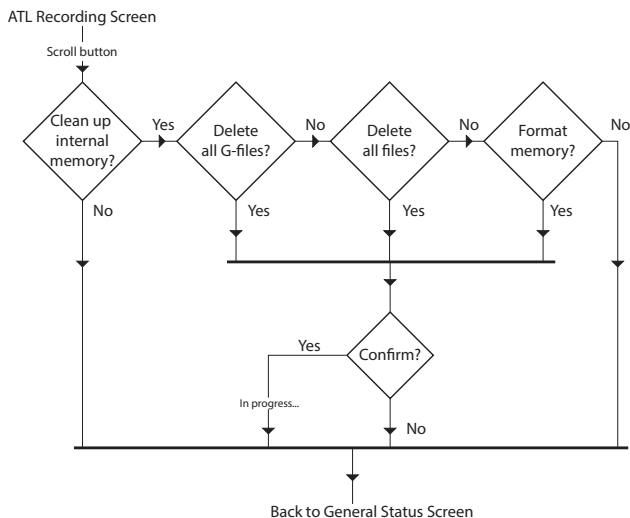 ATL Recording Screen
Scroll button
Clean up
internal
memory?
Yes
Delete
all G-files?
No
Delete
all files?
No
Format
memory?
No
No
Yes
Yes
Yes
Yes
Confirm?
In progress...
No
Back to General Status Screen